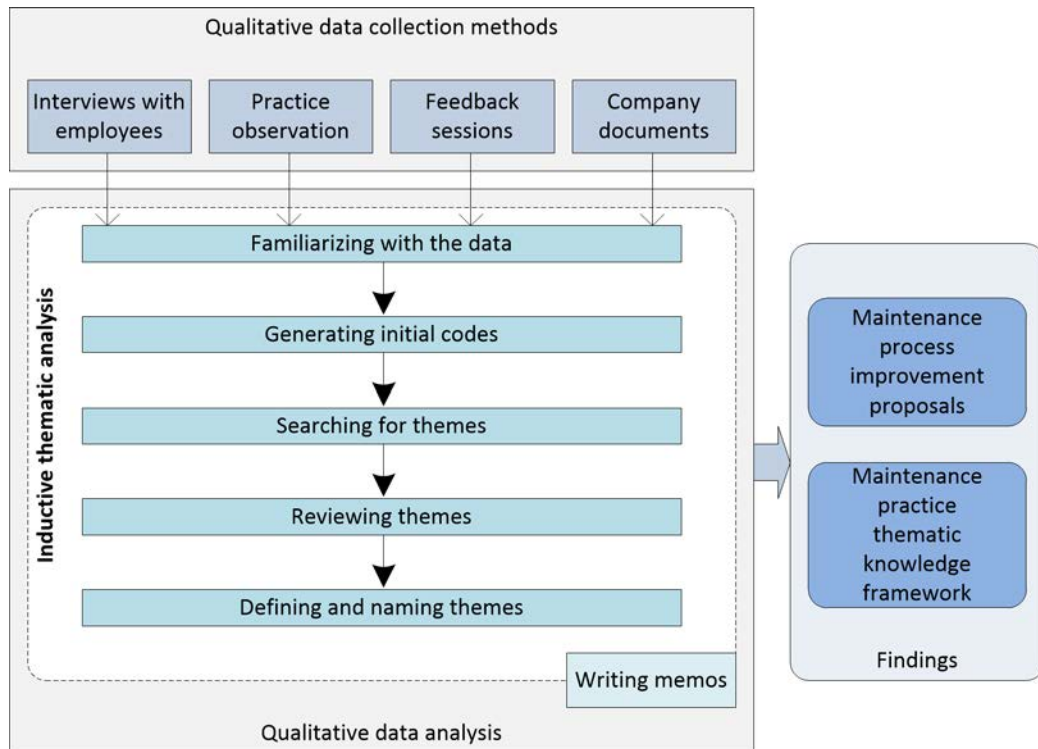 Qualitative data collection methods
Interviews with
employees
Practice
observation
Feedback
sessions
Company
documents
Inductive thematic analysis
Familiarizing with the data
Generating initial codes
Searching for themes
Reviewing themes
Defining and naming themes
Writing memos
Qualitative data analysis
Maintenance
process
improvement
proposals
Maintenance
practice
thematic
knowledge
framework
Findings